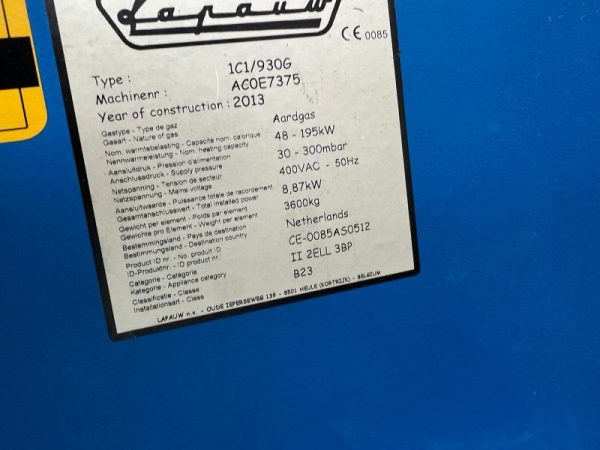 Lapauw
CE 0085
Type : 1C1/930G
Machinenr : ACOE7375
Year of construction : 2013
Gastype - Type de gaz
Gasart - Nature of gas Aardgas
Nom. warmtebelasting - Capacité nom. calorique
Nennwarmeleistung - Nom. heating capacity 48 - 195kW
Aansluitdruk - Pression d'alimentation
Anschlussdruck - Supply pressure 30 - 300mbar
Netspanning - Tension de secteur
Netzspannung - Mains voltage 400VAC - 50Hz
Aansluitwaarde - Puissance totale de racordement
Gesamtanschlusswert - Total installed power 8,87kW
Gewicht per element - Poids par element
Gewichte pro Element - Weight per element 3600kg
Bestemmingsland - Pays de destination
Bestimmungsland - Destination country Netherlands
Product ID nr. - No. produit ID
ID-Produktnr. - ID product nr. CE-0085AS0512
Categorie - Catégorie
Kategorie - Appliance category II 2ELL 3BP
Classificatie - Classe
Installationsart - Class B23
LAPAUW n.v. - OUDE IEPERSEWEG 139 - 8501 HEULE (KORTRIJK) - BELGIUM